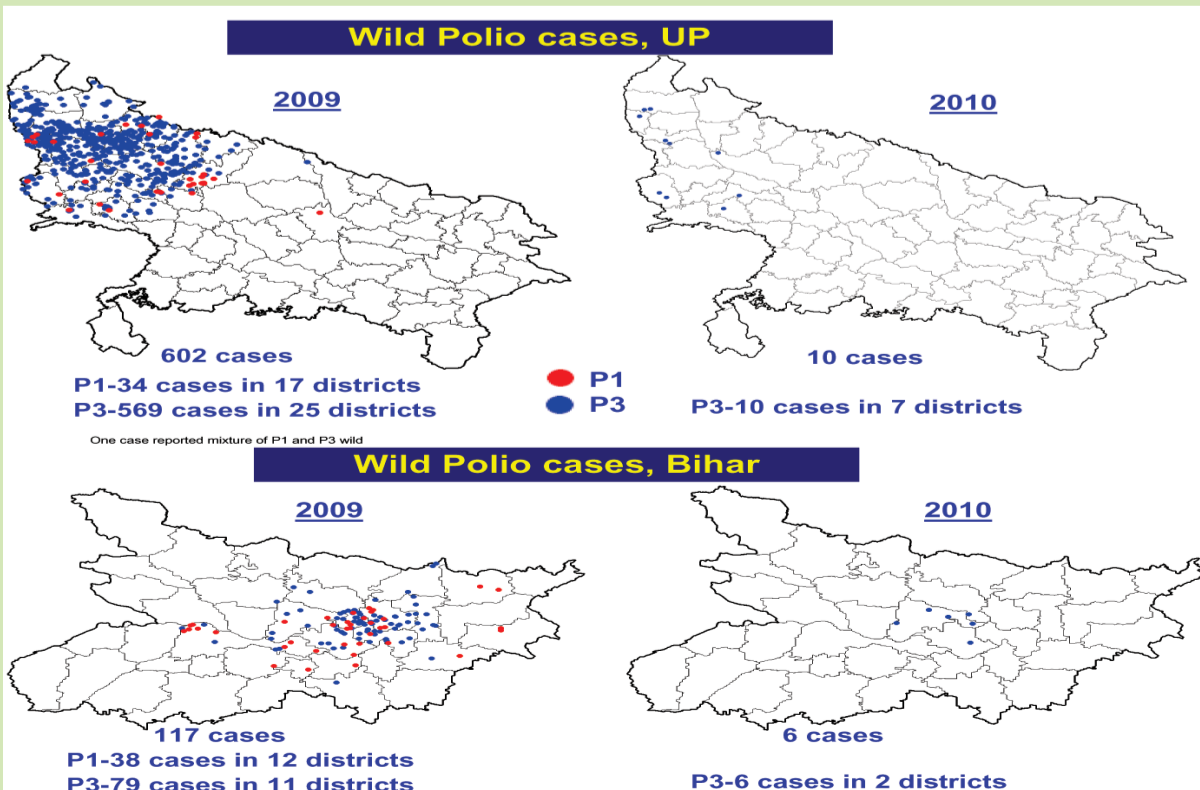 Wild Polio cases, UP
2009
2010
602 cases
P1-34 cases in 17 districts
P3-569 cases in 25 districts
P1
P3
10 cases
P3-10 cases in 7 districts
One case reported mixture of P1 and P3 wild
Wild Polio cases, Bihar
2009
2010
117 cases
P1-38 cases in 12 districts
P3-79 cases in 11 districts
6 cases
P3-6 cases in 2 districts